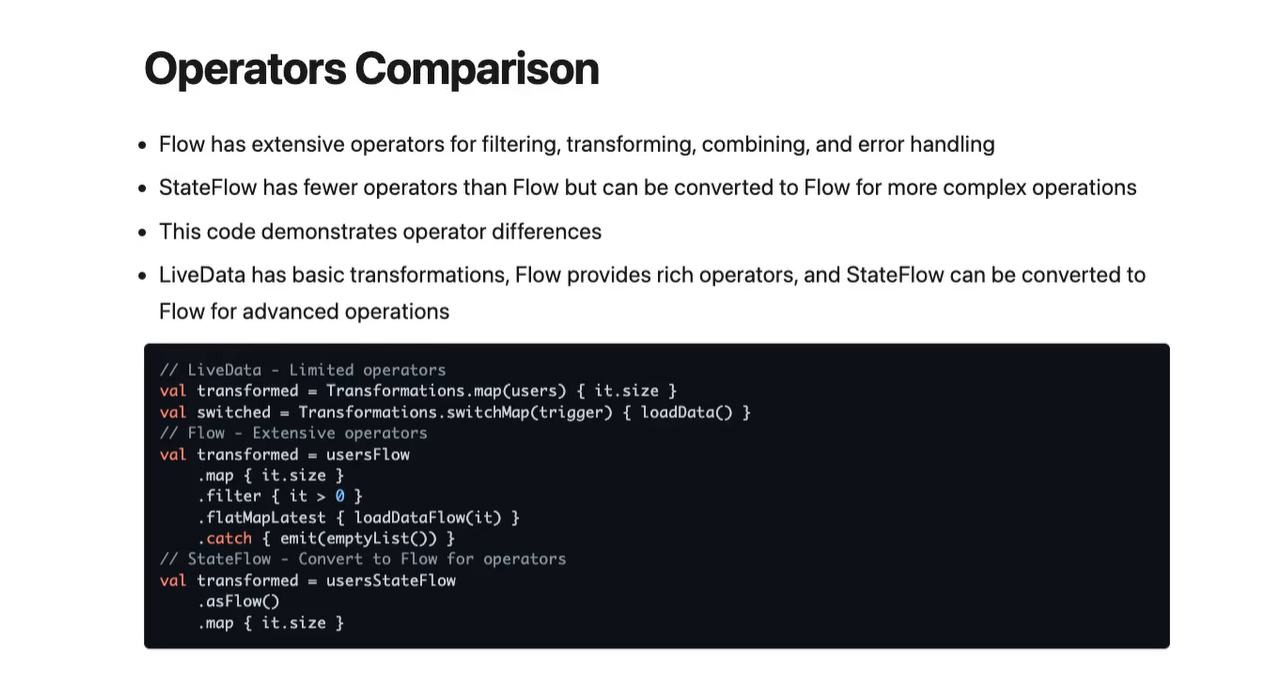 Operators Comparison
• Flow has extensive operators for filtering, transforming, combining, and error handling
• StateFlow has fewer operators than Flow but can be converted to Flow for more complex operations
• This code demonstrates operator differences
• LiveData has basic transformations, Flow provides rich operators, and StateFlow can be converted to
Flow for advanced operations
// LiveData - Limited operators
val transformed = Transformations.map(users) { it.size }
val switched = Transformations.switchMap(trigger) { loadData() }
// Flow - Extensive operators
val transformed = usersFlow
    .map { it.size }
    .filter { it > 0 }
    .flatMapLatest { loadDataFlow(it) }
    .catch { emit(emptyList()) }
// StateFlow - Convert to Flow for operators
val transformed = usersStateFlow
    .asFlow()
    .map { it.size }